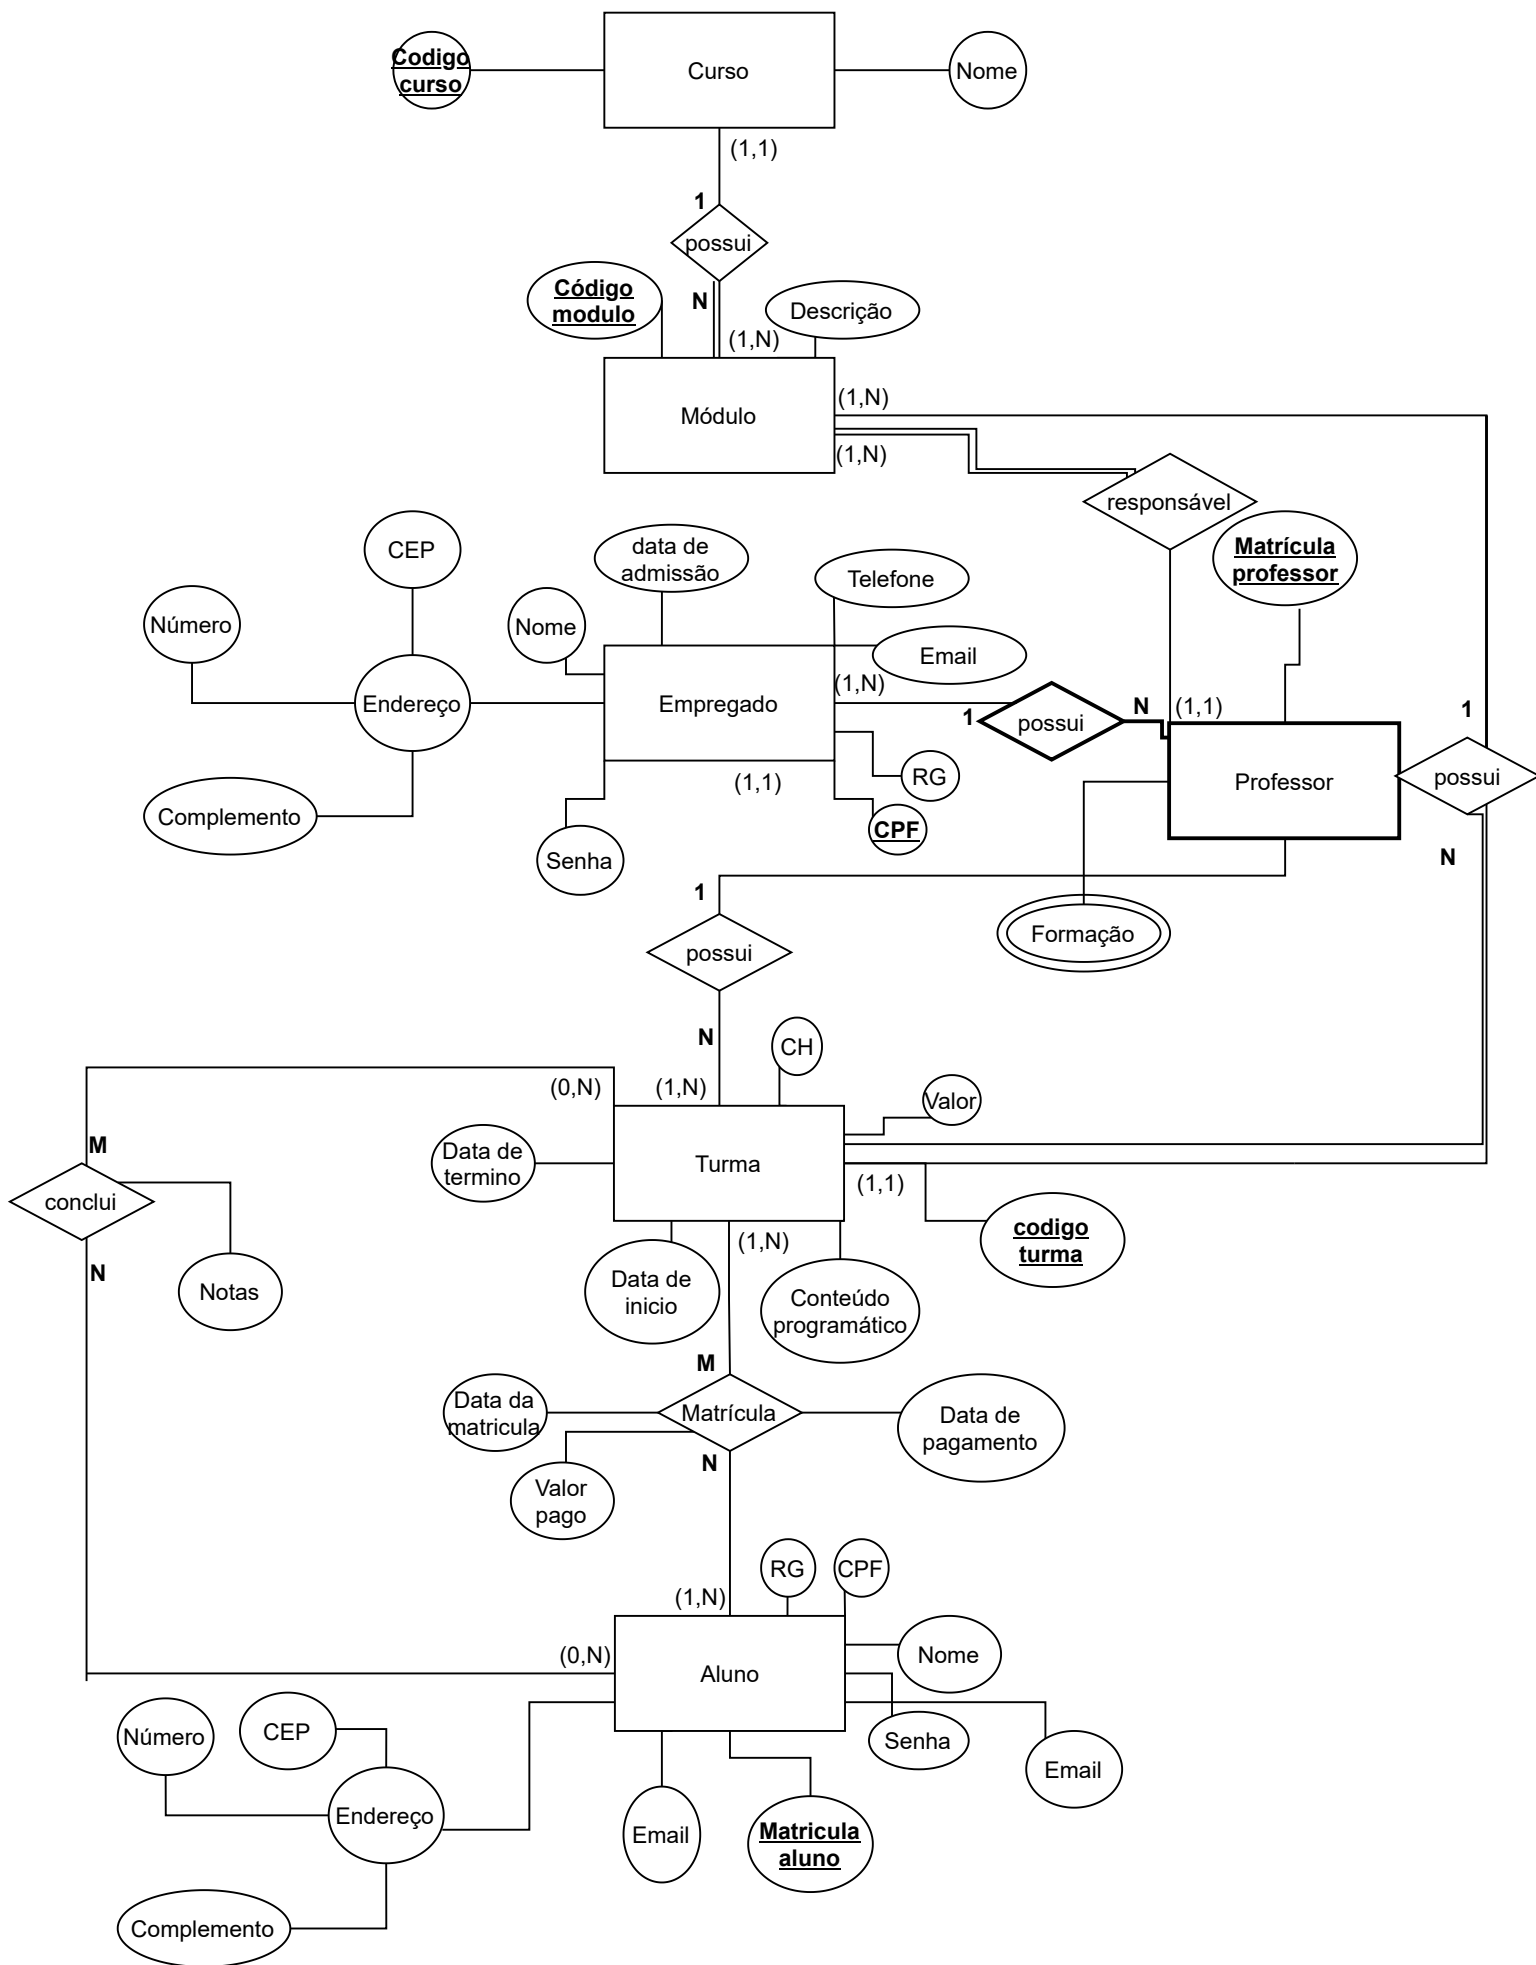 Codigo
curso
Curso
Nome
(1,1)
1
possui
Código
modulo
N
Descrição
(1,N)
Módulo
(1,N)
(1,N)
responsável
Matrícula
professor
CEP
data de
admissão
Telefone
Número
Nome
Email
Endereço
Empregado
(1,N)
1
possui
N
(1,1)
1
Professor
possui
RG
(1,1)
Complemento
CPF
Senha
N
1
Formação
possui
N
CH
(0,N)
(1,N)
Valor
M
Data de
termino
Turma
conclui
(1,1)
codigo
turma
N
Notas
(1,N)
Data de
inicio
Conteúdo
programático
M
Data da
matricula
Matrícula
Data de
pagamento
N
Valor
pago
RG
CPF
(1,N)
(0,N)
Aluno
Nome
Número
CEP
Senha
Email
Endereço
Email
Matricula
aluno
Complemento